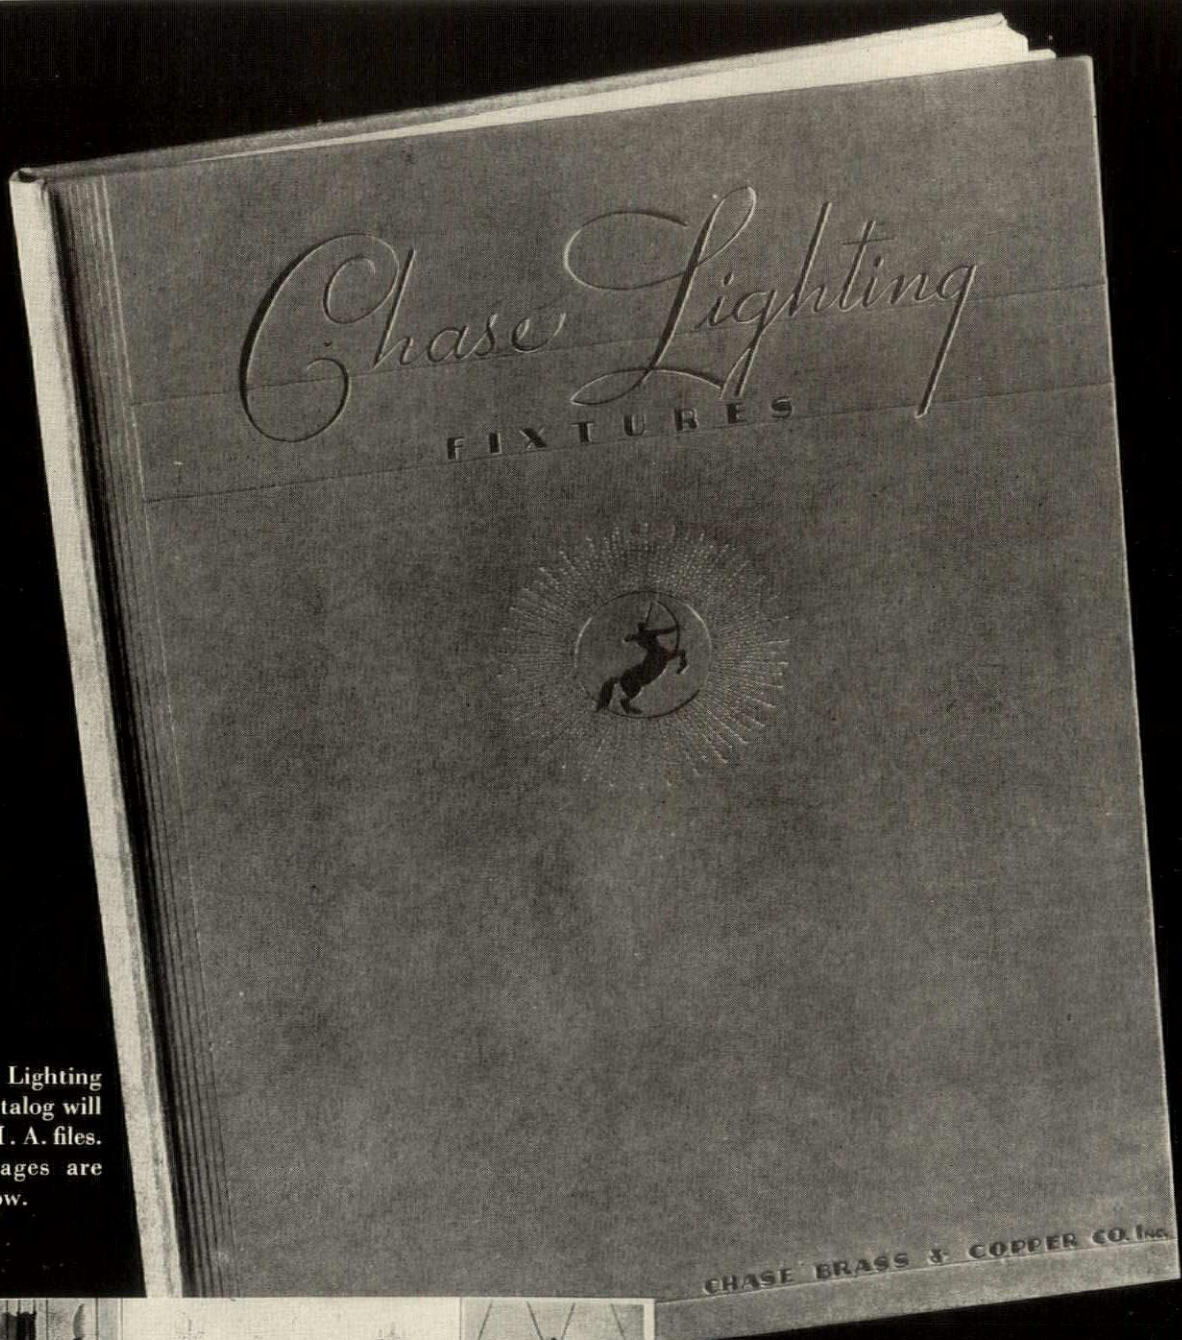 Chase Lighting
FIXTURES
Lighting
talog will
. A. files.
ages are
ow.
CHASE BRASS & COPPER CO. INC.